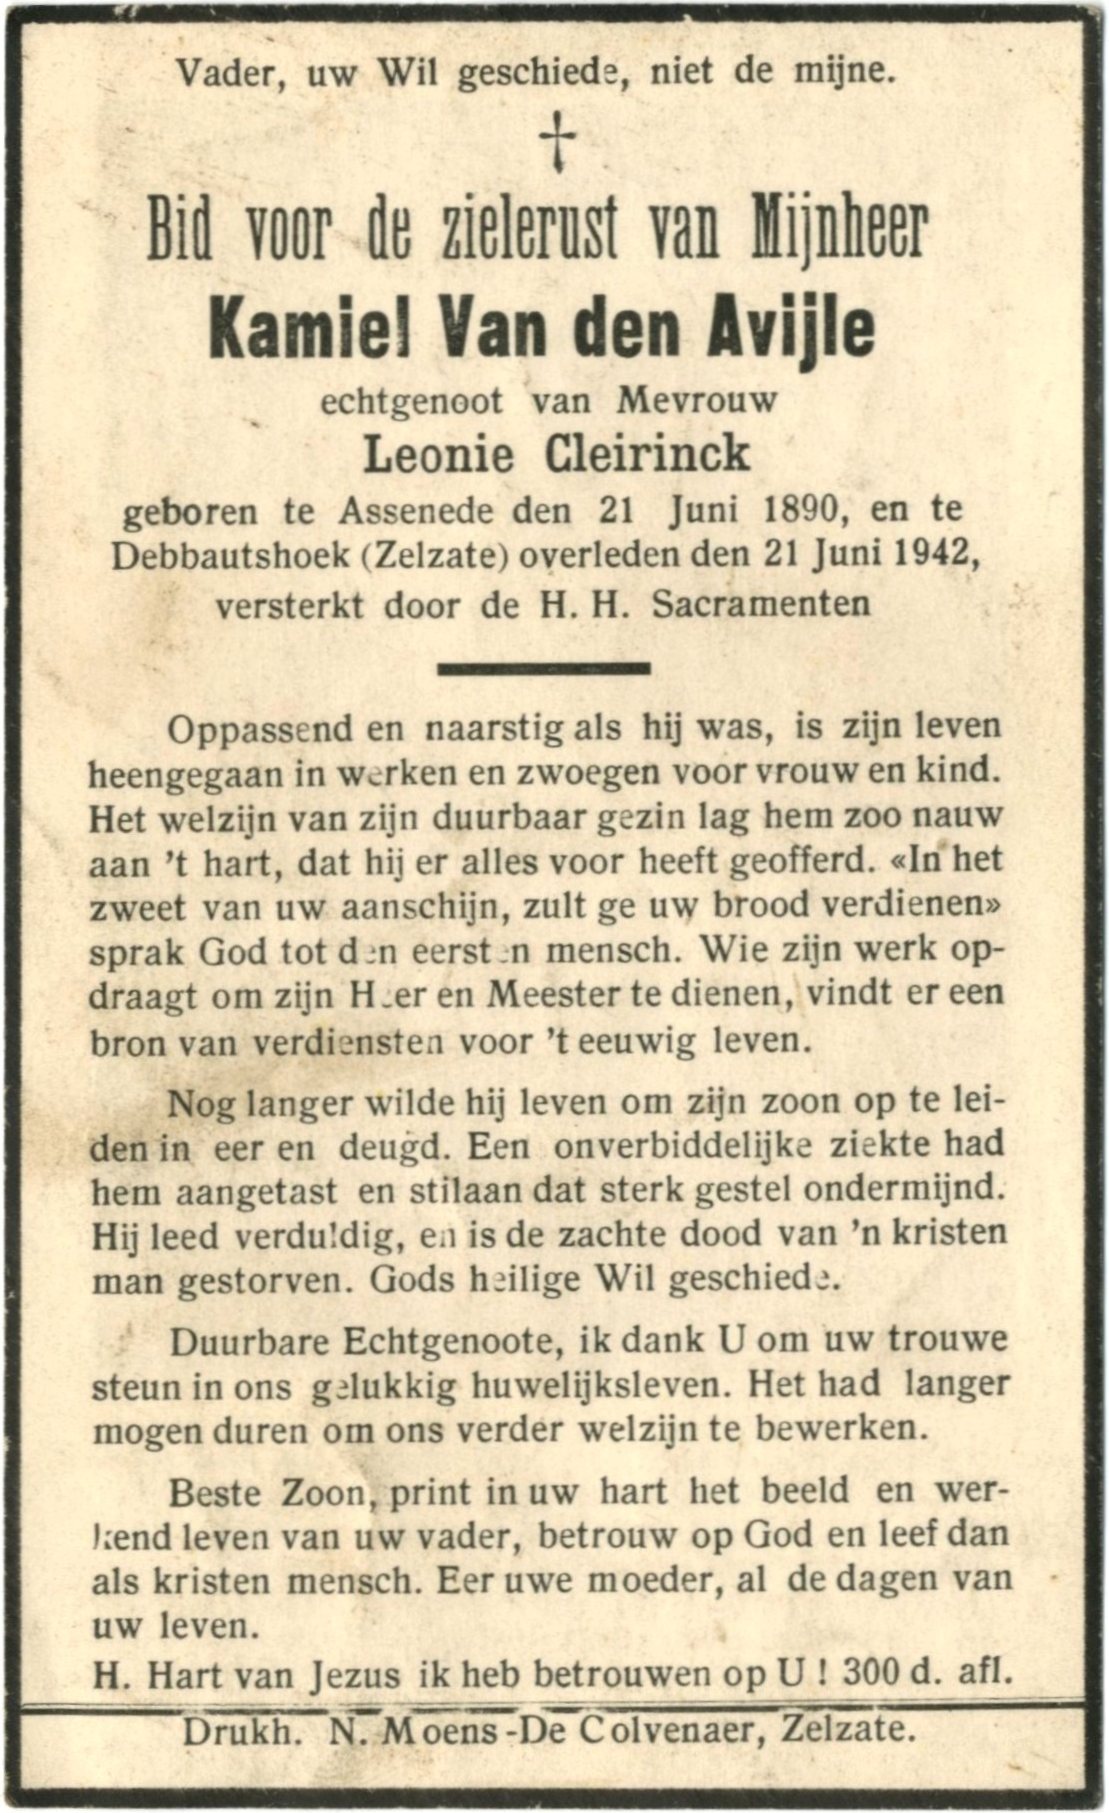 Vader, uw Wil geschiede, niet de mijne.
†
Bid voor de zielerust van Mijnheer
Kamiel Van den Avijle
echtgenoot van Mevrouw
Leonie Cleirinck
geboren te Assenede den 21 Juni 1890, en te
Debbautshoek (Zelzate) overleden den 21 Juni 1942,
versterkt door de H. H. Sacramenten
Oppassend en naarstig als hij was, is zijn leven
heengegaan in werken en zwoegen voor vrouw en kind.
Het welzijn van zijn duurbaar gezin lag hem zoo nauw
aan 't hart, dat hij er alles voor heeft geofferd. «In het
zweet van uw aanschijn, zult ge uw brood verdienen»
sprak God tot den eersten mensch. Wie zijn werk op-
draagt om zijn Heer en Meester te dienen, vindt er een
bron van verdiensten voor 't eeuwig leven.
Nog langer wilde hij leven om zijn zoon op te lei-
den in eer en deugd. Een onverbiddelijke ziekte had
hem aangetast en stilaan dat sterk gestel ondermijnd.
Hij leed verduldig, en is de zachte dood van 'n kristen
man gestorven. Gods heilige Wil geschiede.
Duurbare Echtgenoote, ik dank U om uw trouwe
steun in ons gelukkig huwelijksleven. Het had langer
mogen duren om ons verder welzijn te bewerken.
Beste Zoon, print in uw hart het beeld en wer-
kend leven van uw vader, betrouw op God en leef dan
als kristen mensch. Eer uwe moeder, al de dagen van
uw leven.
H. Hart van Jezus ik heb betrouwen op U ! 300 d. afl.
Drukh. N. Moens-De Colvenaer, Zelzate.